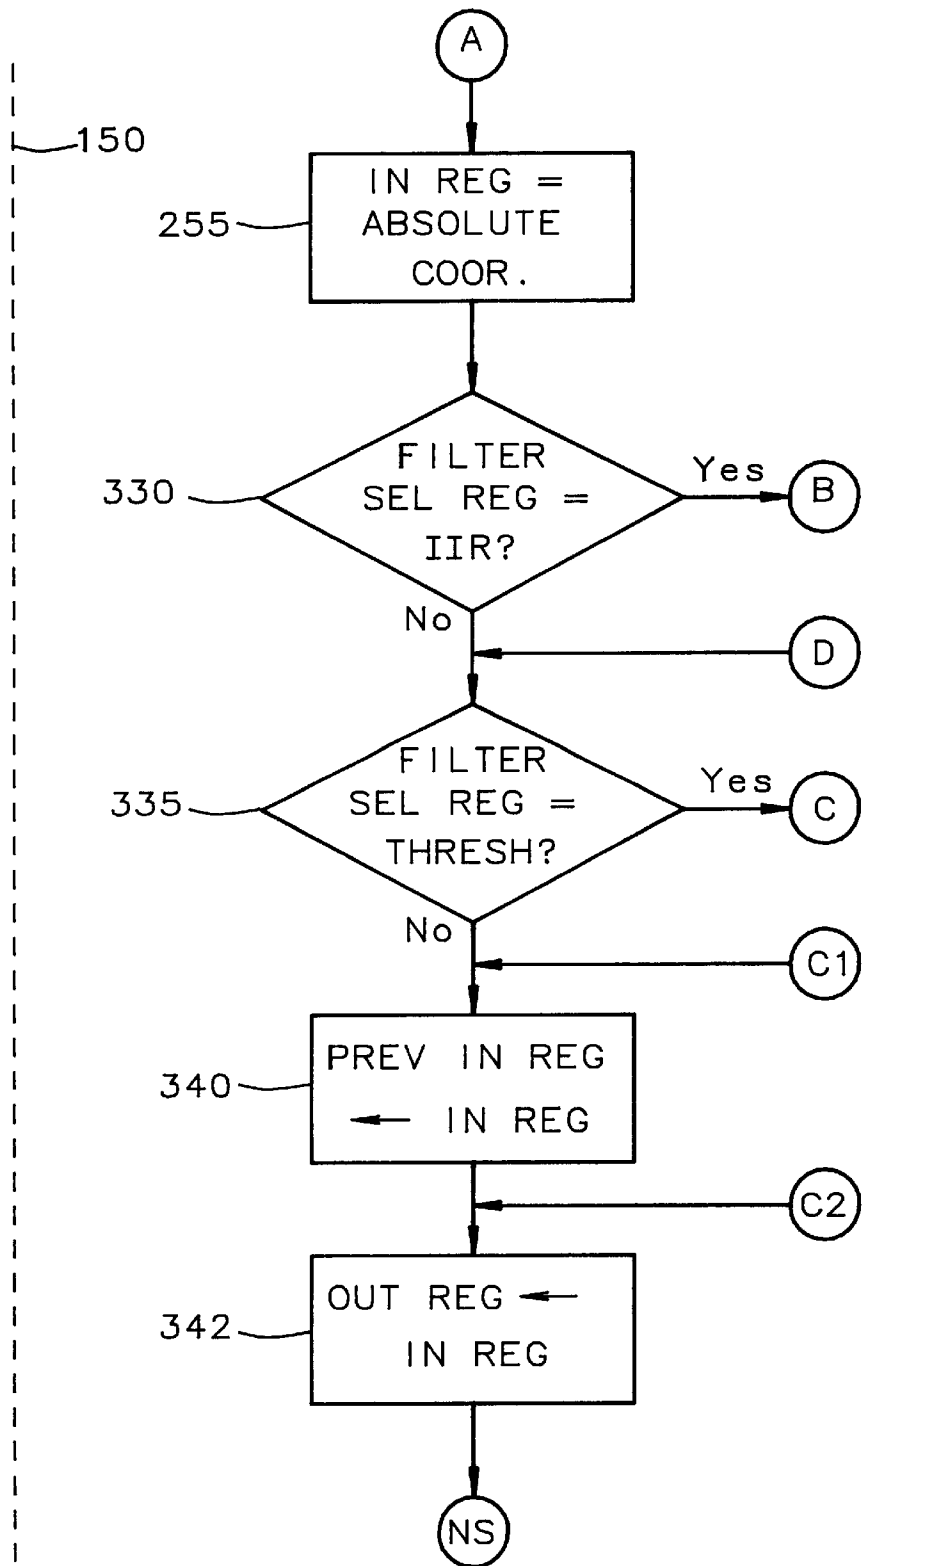 A
150
IN REG =
ABSOLUTE
COOR.
255
FILTER
SEL REG =
IIR?
330
Yes
B
No
D
FILTER
SEL REG =
THRESH?
335
Yes
C
No
C1
PREV IN REG
← IN REG
340
C2
OUT REG ←
IN REG
342
NS